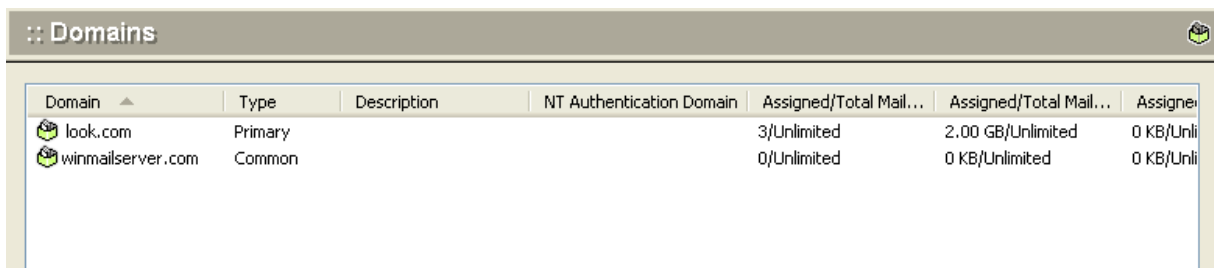 :: Domains
Domain Type Description NT Authentication Domain Assigned/Total Mail... Assigned/Total Mail... Assigne
look.com Primary 3/Unlimited 2.00 GB/Unlimited 0 KB/Unli
winmailserver.com Common 0/Unlimited 0 KB/Unlimited 0 KB/Unli